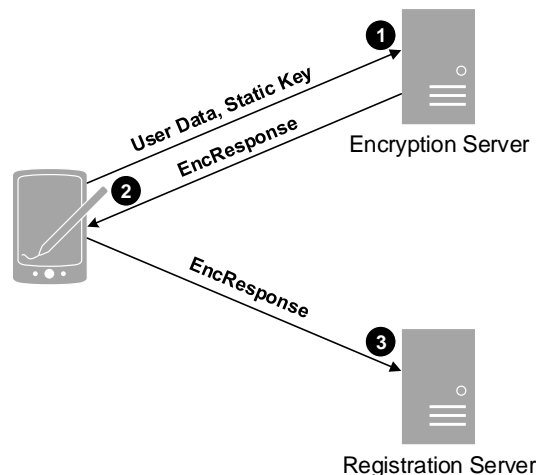 1
User Data, Static Key
EncResponse
Encryption Server
2
EncResponse
3
Registration Server